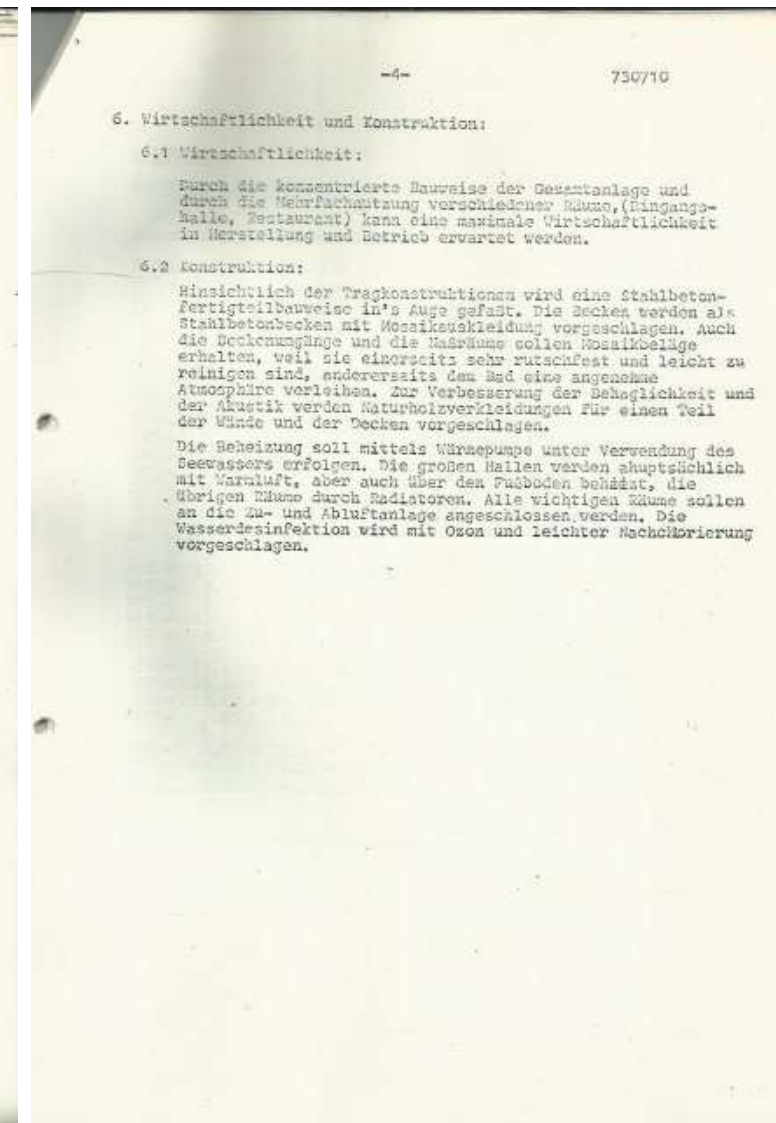 -4-
730710
6. Wirtschaftlichkeit und Konstruktion:
6.1 Wirtschaftlichkeit:
Durch die konzentrierte Bauweise der Gesamtanlage und
durch die Mehrfachnutzung verschiedener Räume,(Eingangs-
halle, Restaurant) kann eine maximale Wirtschaftlichkeit
in Herstellung und Betrieb erwartet werden.
6.2 Konstruktion:
Hinsichtlich der Tragkonstruktionen wird eine Stahlbeton-
fertigteilbauweise in's Auge gefaßt. Die Becken werden als
Stahlbetonbecken mit Mosaikauskleidung vorgeschlagen. Auch
die Beckenumgänge und die Naßräume sollen Mosaikbeläge
erhalten, weil sie einerseits sehr rutschfest und leicht zu
reinigen sind, andererseits dem Bad eine angenehme
Atmosphäre verleihen. Zur Verbesserung der Behaglichkeit und
der Akustik werden Naturholzverkleidungen für einen Teil
der Wände und der Decken vorgeschlagen.
Die Beheizung soll mittels Wärmepumpe unter Verwendung des
Seewassers erfolgen. Die großen Hallen werden ahuptsächlich
mit Warmluft, aber auch über den Fußboden beheizt, die
übrigen Räume durch Radiatoren. Alle wichtigen Räume sollen
an die Zu- und Abluftanlage angeschlossen werden. Die
Wasserdesinfektion wird mit Ozon und leichter Nachchlorierung
vorgeschlagen.